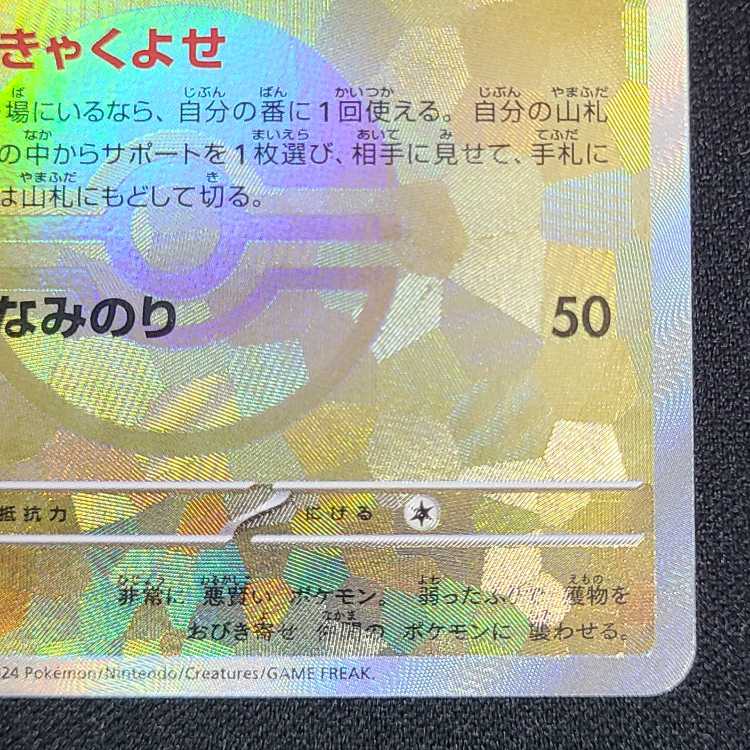 きゃくよせ
場にいるなら、自分の番に1回使える。自分の山札
の中からサポートを1枚選び、相手に見せて、手札に
は山札にもどして切る。
なみのり 50
抵抗力 にげる
非常に 悪賢い ポケモン。 弱ったふりで 獲物を
おびき寄せ 仲間の ポケモンに 襲わせる。
24 Pokémon/Nintendo/Creatures/GAME FREAK.